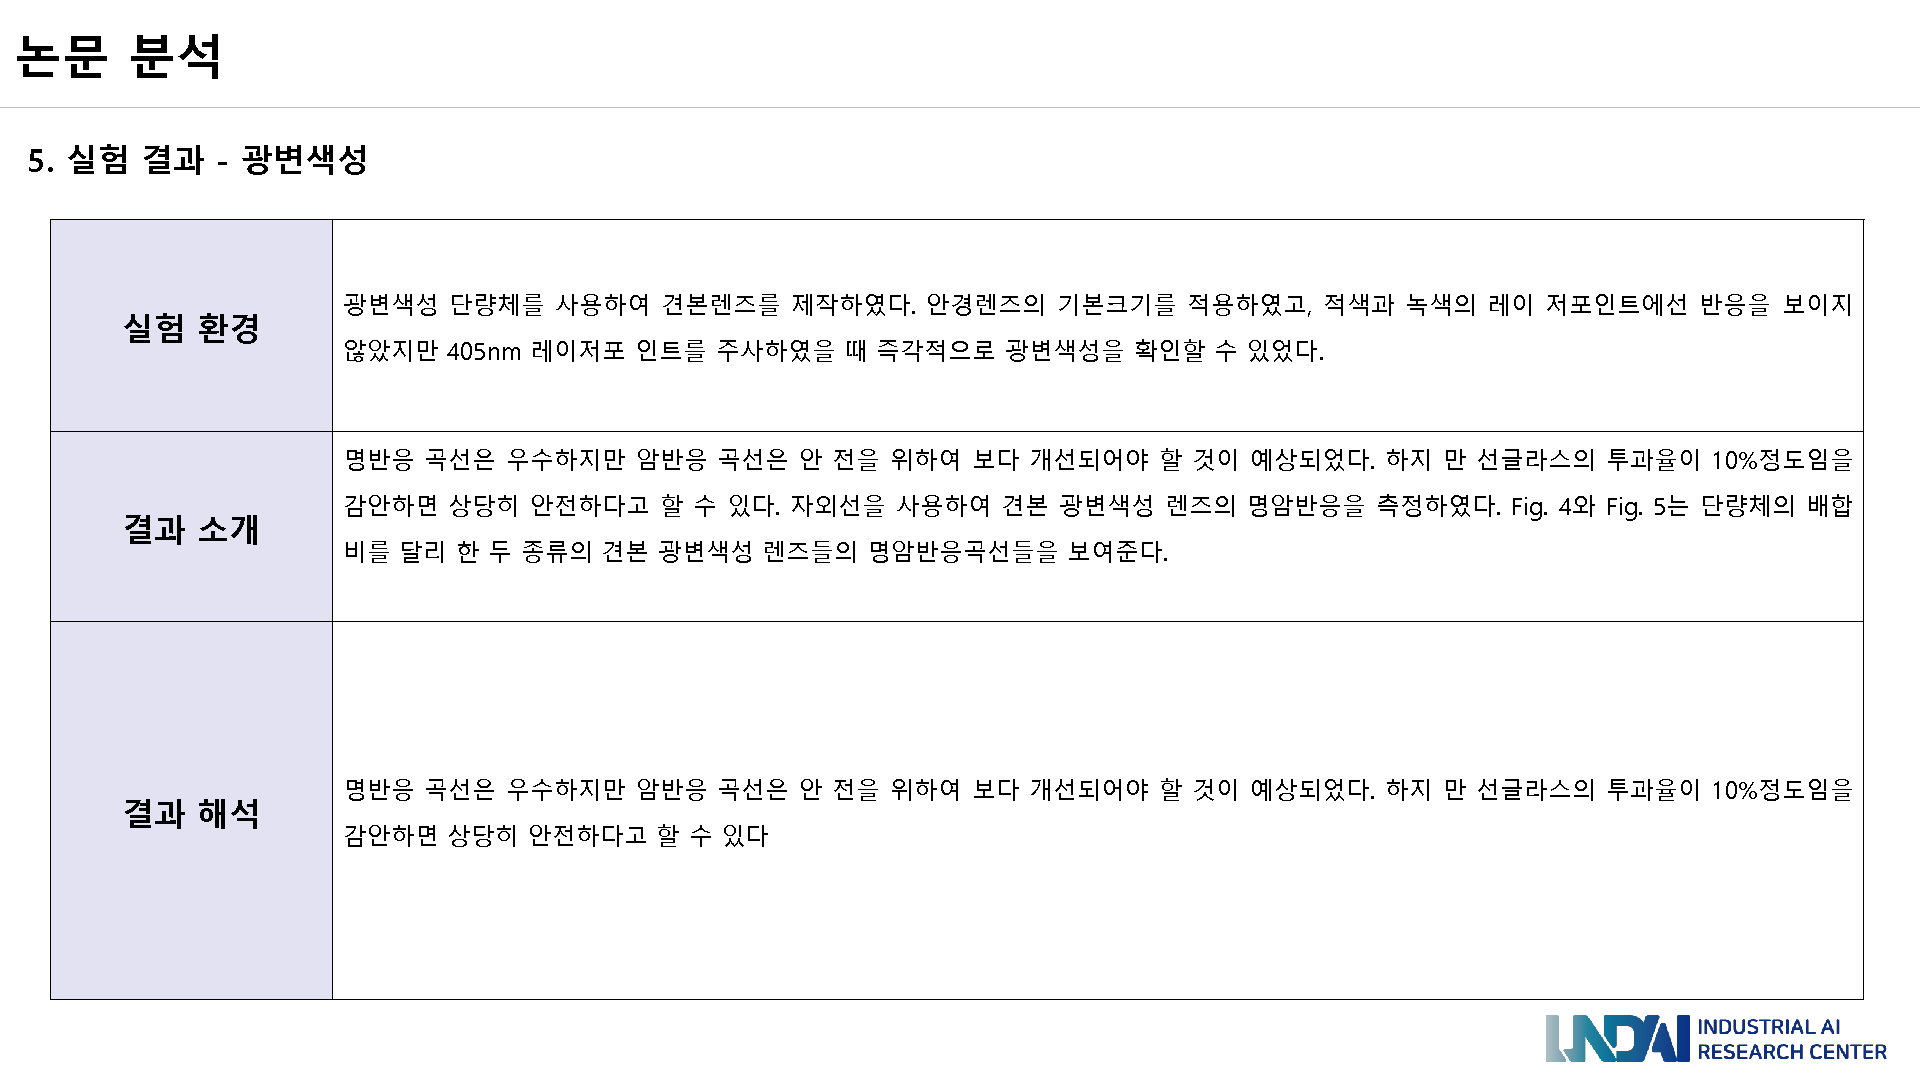 논문 분석
5. 실험 결과 - 광변색성
실험 환경
광변색성 단량체를 사용하여 견본렌즈를 제작하였다. 안경렌즈의 기본크기를 적용하였고, 적색과 녹색의 레이 저포인트에선 반응을 보이지
않았지만 405nm 레이저포 인트를 주사하였을 때 즉각적으로 광변색성을 확인할 수 있었다.
결과 소개
명반응 곡선은 우수하지만 암반응 곡선은 안 전을 위하여 보다 개선되어야 할 것이 예상되었다. 하지 만 선글라스의 투과율이 10%정도임을
감안하면 상당히 안전하다고 할 수 있다. 자외선을 사용하여 견본 광변색성 렌즈의 명암반응을 측정하였다. Fig. 4와 Fig. 5는 단량체의 배합
비를 달리 한 두 종류의 견본 광변색성 렌즈들의 명암반응곡선들을 보여준다.
결과 해석
명반응 곡선은 우수하지만 암반응 곡선은 안 전을 위하여 보다 개선되어야 할 것이 예상되었다. 하지 만 선글라스의 투과율이 10%정도임을
감안하면 상당히 안전하다고 할 수 있다
INDAI INDUSTRIAL AI
RESEARCH CENTER